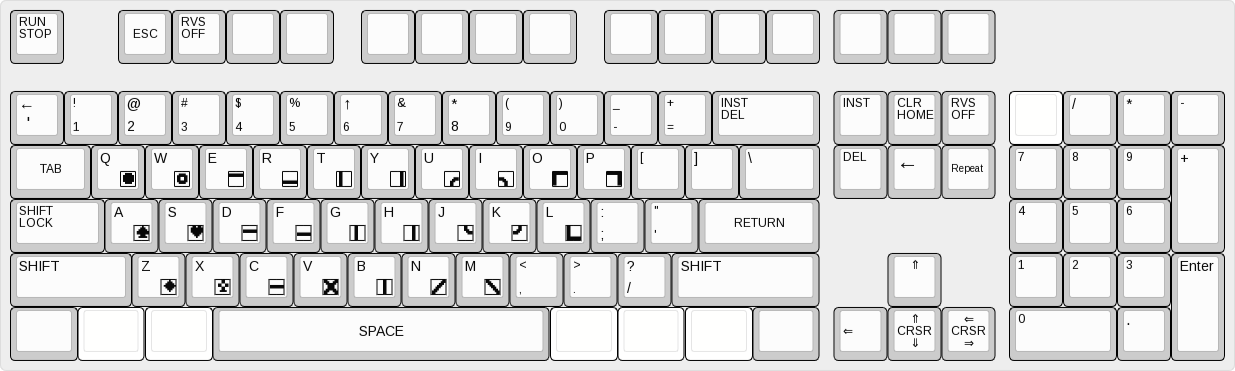 RUN STOP ESC RVS OFF
← ' ! 1 @ 2 # 3 $ 4 % 5 ↑ 6 & 7 * 8 ( 9 ) 0 _ - + = INST DEL INST CLR HOME RVS OFF / * -
TAB Q W E R T Y U I O P [ ] \ DEL ← Repeat 7 8 9 +
SHIFT LOCK A S D F G H J K L : ; " ' RETURN 4 5 6
SHIFT Z X C V B N M < , > . ? / SHIFT ⇑ 1 2 3 Enter
SPACE ⇐ ⇑ CRSR ⇓ ⇐ CRSR ⇒ 0 .